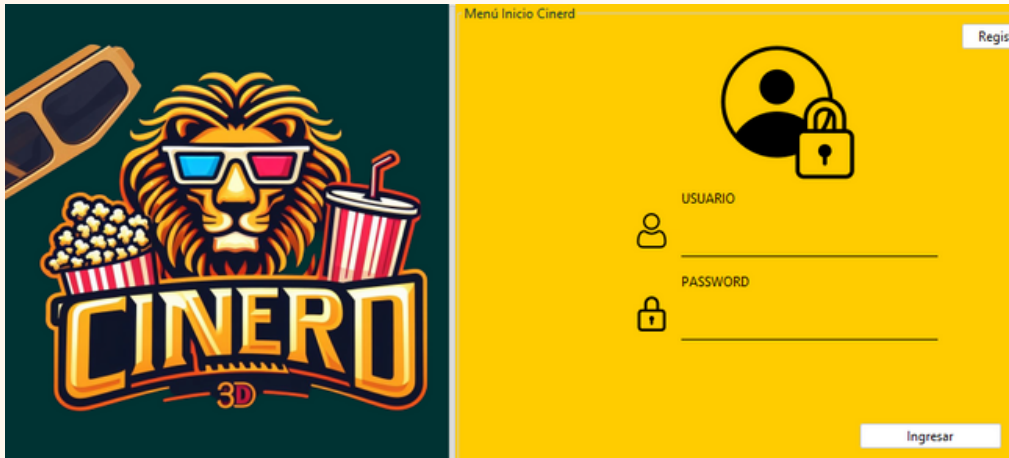 CINERD
3D
Menú Inicio Cinerd
USUARIO
PASSWORD
Ingresar